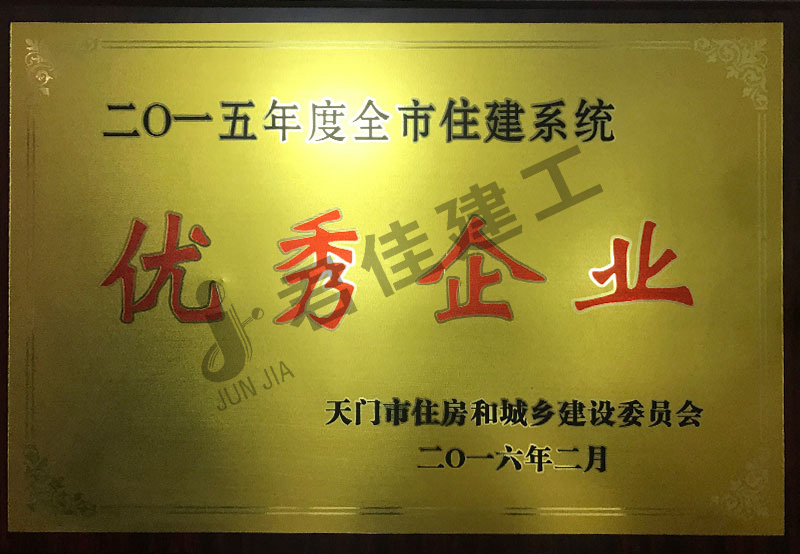 二O一五年度全市住建系统
优秀企业
君佳建工
JUN JIA
天门市住房和城乡建设委员会
二O一六年二月